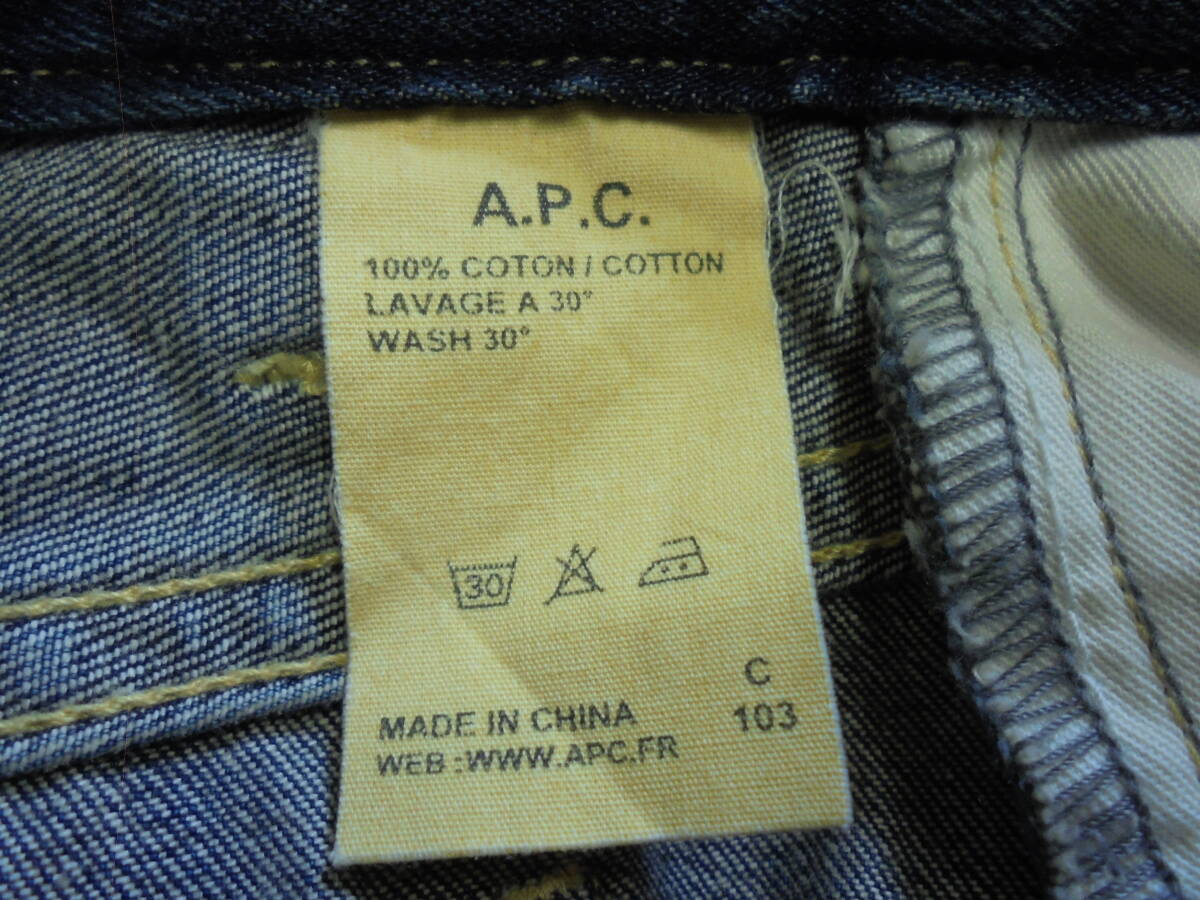 A.P.C.
100% COTON / COTTON
LAVAGE A 30°
WASH 30°
30
C
MADE IN CHINA 103
WEB :WWW.APC.FR